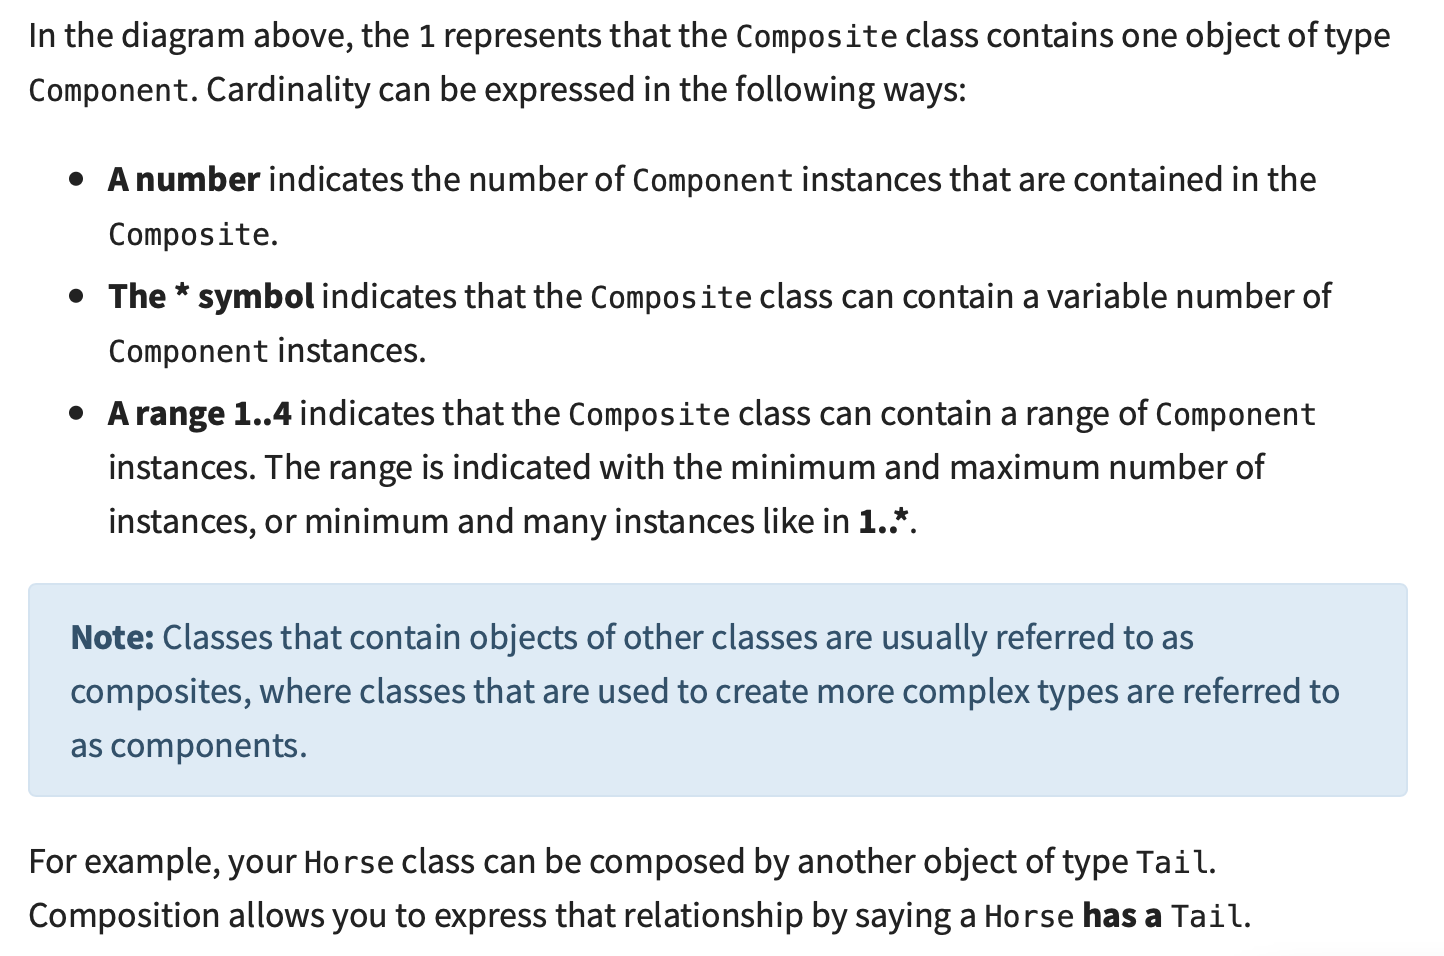 In the diagram above, the 1 represents that the Composite class contains one object of type
Component. Cardinality can be expressed in the following ways:
• A number indicates the number of Component instances that are contained in the
Composite.
• The * symbol indicates that the Composite class can contain a variable number of
Component instances.
• A range 1..4 indicates that the Composite class can contain a range of Component
instances. The range is indicated with the minimum and maximum number of
instances, or minimum and many instances like in 1..*.
Note: Classes that contain objects of other classes are usually referred to as
composites, where classes that are used to create more complex types are referred to
as components.
For example, your Horse class can be composed by another object of type Tail.
Composition allows you to express that relationship by saying a Horse has a Tail.